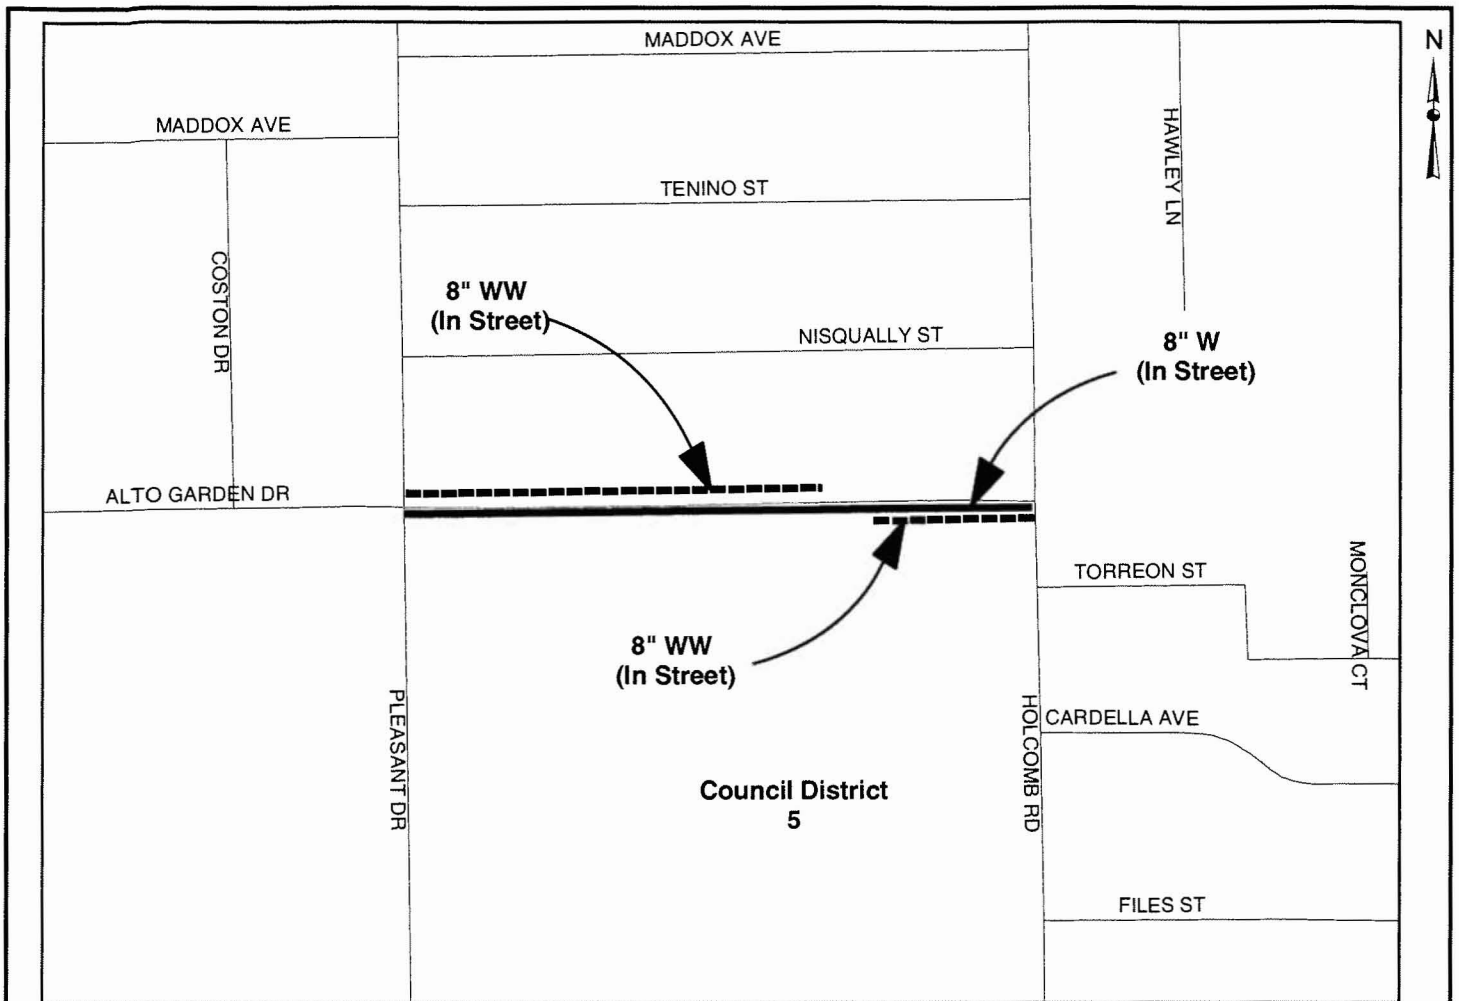 MADDOX AVE
N
MADDOX AVE
HAWLEY LN
TENINO ST
COSTON DR
8" WW
(In Street)
NISQUALLY ST
8" W
(In Street)
ALTO GARDEN DR
TORREON ST
MONCLOVA CT
8" WW
(In Street)
PLEASANT DR
HOLCOMB RD
CARDELLA AVE
Council District
5
FILES ST